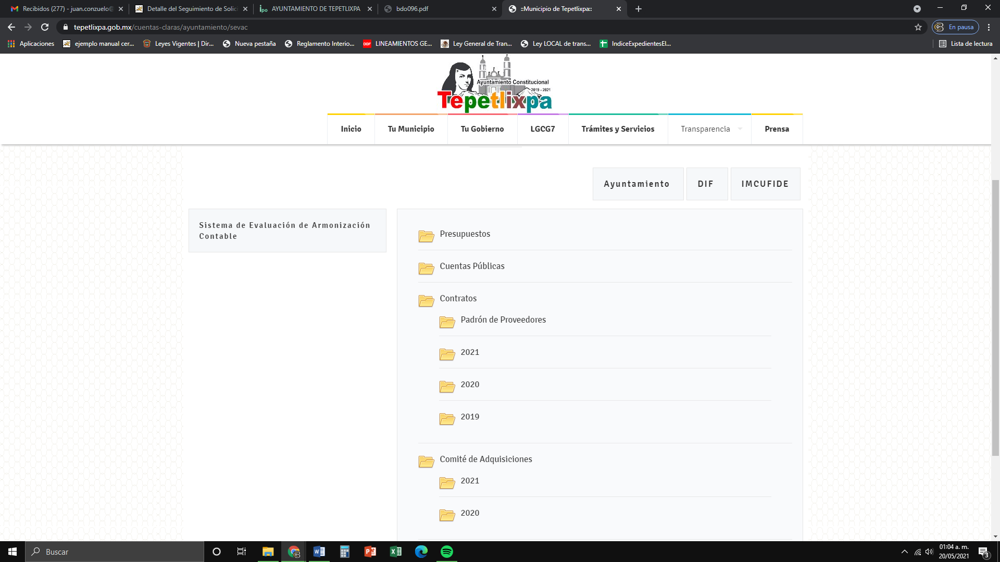 Recibidos (277) - juan.conzuelo@
Detalle del Seguimiento de Solici
ipo AYUNTAMIENTO DE TEPETLIXPA
bdo096.pdf
::Municipio de Tepetlixpa::
tepetlixpa.gob.mx/cuentas-claras/ayuntamiento/sevac
En pausa
Aplicaciones
ejemplo manual cer...
Leyes Vigentes | Dir...
Nueva pestaña
Reglamento Interio...
DOF LINEAMIENTOS GE...
Ley General de Tran...
Ley LOCAL de trans...
IndiceExpedientesEl...
Lista de lectura
Ayuntamiento Constitucional
2019 - 2021
Tepetlixpa
Inicio
Tu Municipio
Tu Gobierno
LGCG7
Trámites y Servicios
Transparencia
Prensa
Ayuntamiento
DIF
IMCUFIDE
Sistema de Evaluación de Armonización
Contable
Presupuestos
Cuentas Públicas
Contratos
Padrón de Proveedores
2021
2020
2019
Comité de Adquisiciones
2021
2020
Buscar
01:04 a. m.
20/05/2021
3